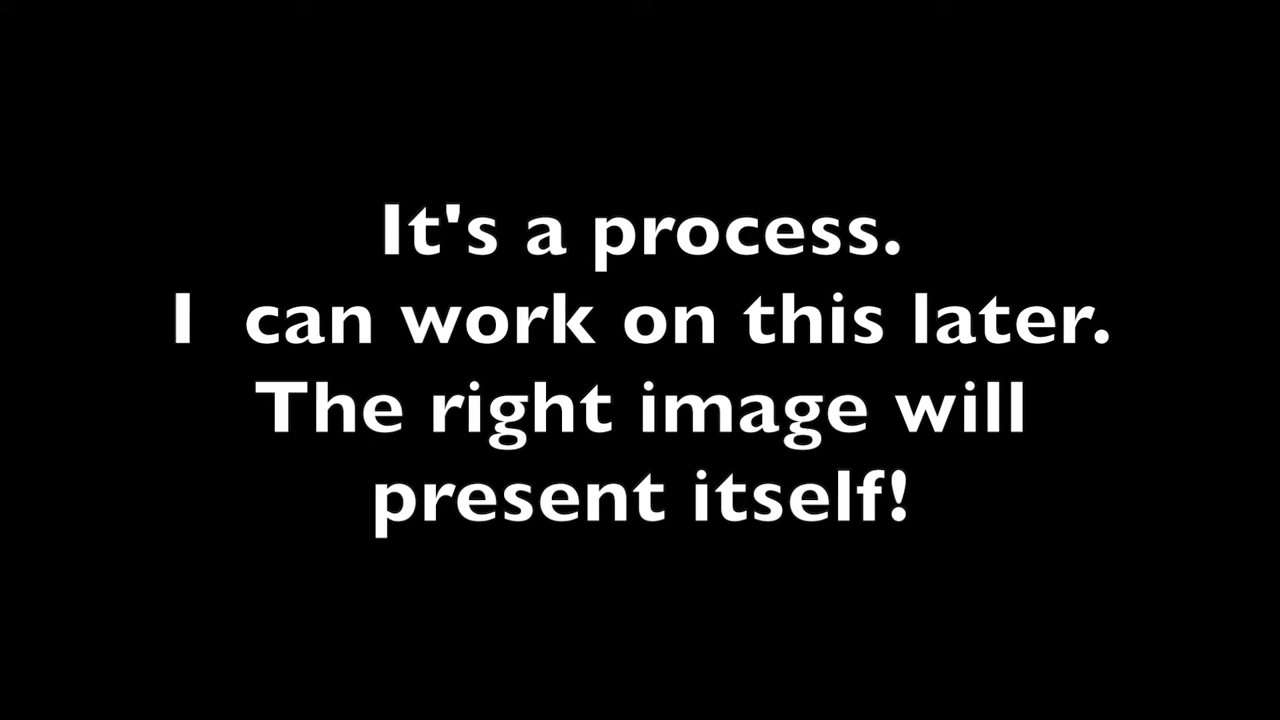 It's a process.
I  can work on this later.
The right image will
present itself!